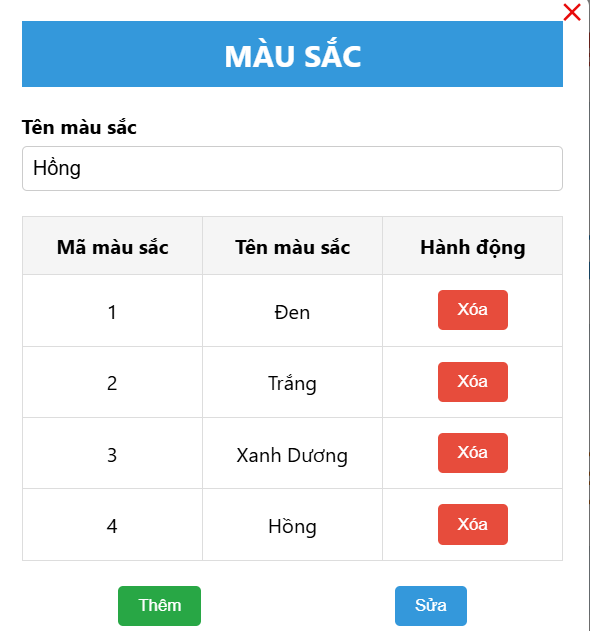 MÀU SẮC
Tên màu sắc
Hồng
Mã màu sắc Tên màu sắc Hành động
1 Đen Xóa
2 Trắng Xóa
3 Xanh Dương Xóa
4 Hồng Xóa
Thêm Sửa